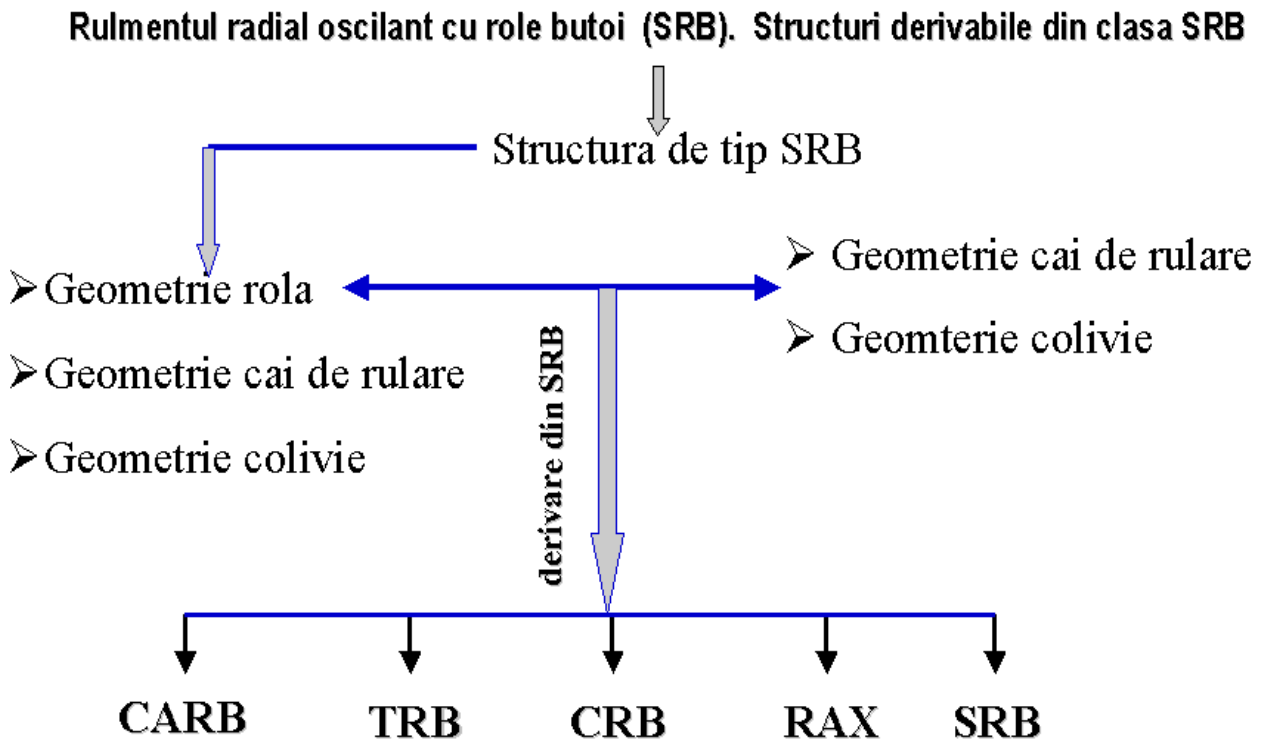 Rulmentul radial oscilant cu role butoi (SRB). Structuri derivabile din clasa SRB
Structura de tip SRB
➢ Geometrie rola
➢ Geometrie cai de rulare
➢ Geometrie colivie
➢ Geometrie cai de rulare
➢ Geomterie colivie
derivare din SRB
CARB TRB CRB RAX SRB